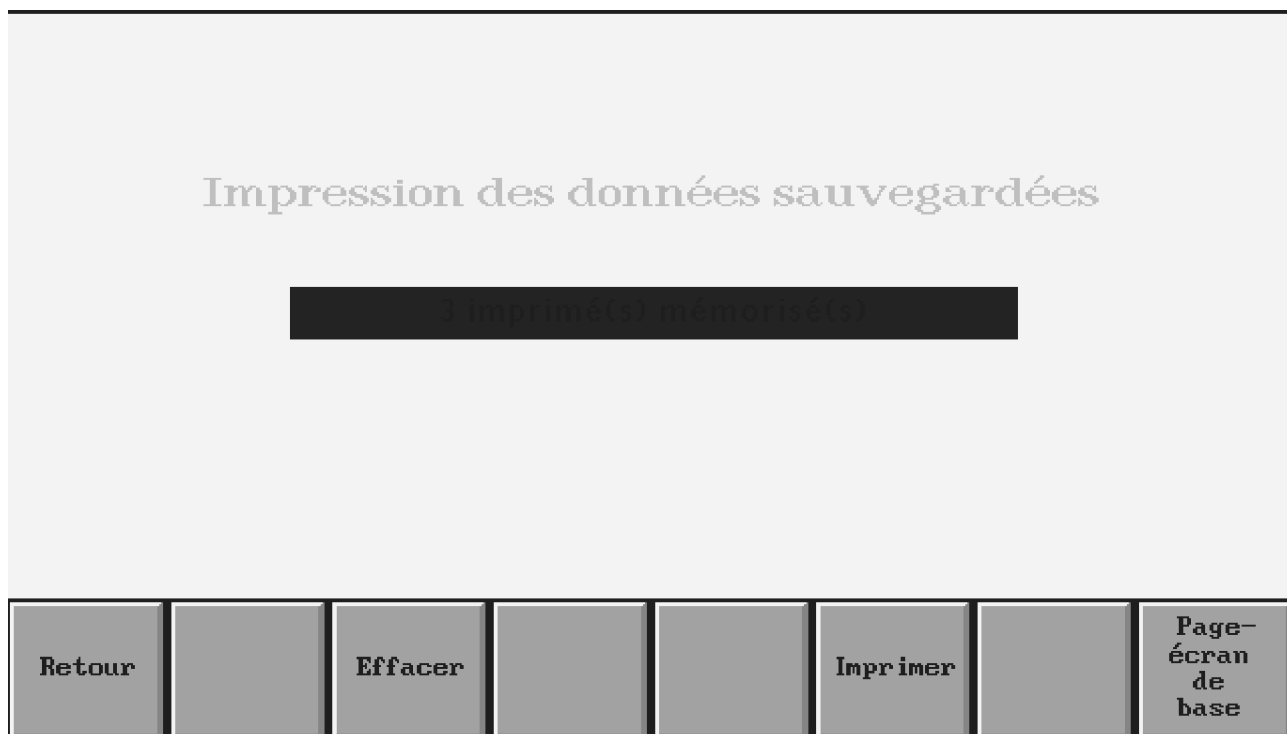 Impression des données sauvegardées
3 imprimé(s) mémorisé(s)
Retour
Effacer
Imprimer
Page-
écran
de
base